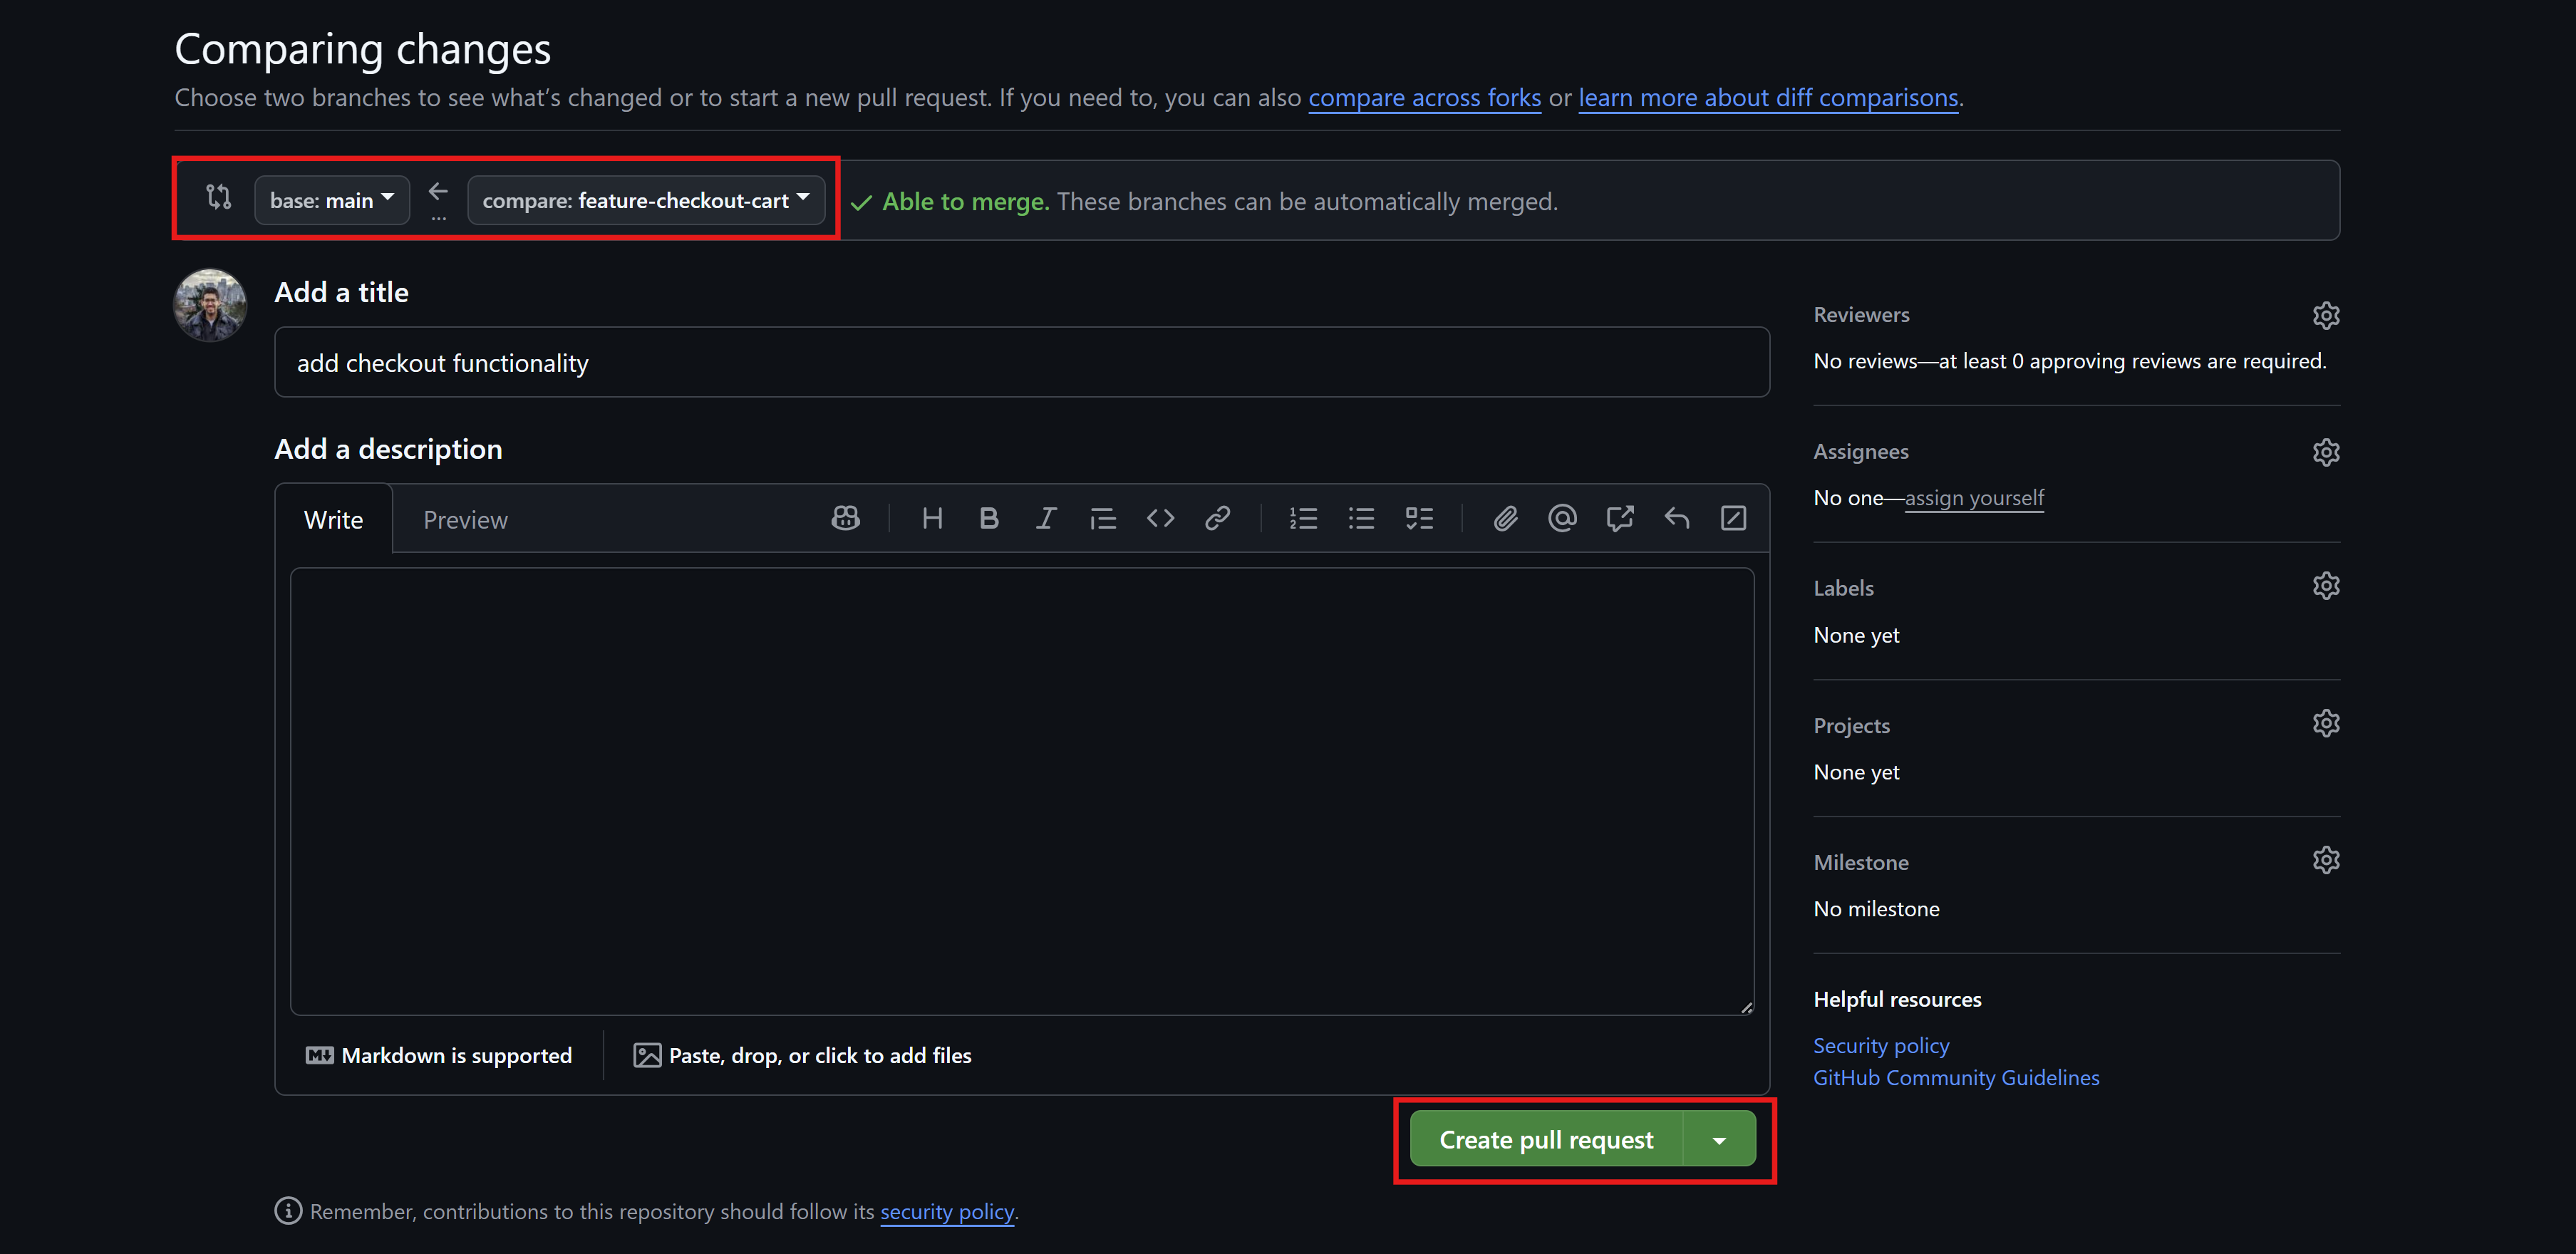 Comparing changes
Choose two branches to see what’s changed or to start a new pull request. If you need to, you can also compare across forks or learn more about diff comparisons.
base: main ← ... compare: feature-checkout-cart ✓ Able to merge. These branches can be automatically merged.
Add a title
add checkout functionality
Add a description
Write Preview
Markdown is supported
Paste, drop, or click to add files
Create pull request
Remember, contributions to this repository should follow its security policy.
Reviewers
No reviews—at least 0 approving reviews are required.
Assignees
No one—assign yourself
Labels
None yet
Projects
None yet
Milestone
No milestone
Helpful resources
Security policy
GitHub Community Guidelines